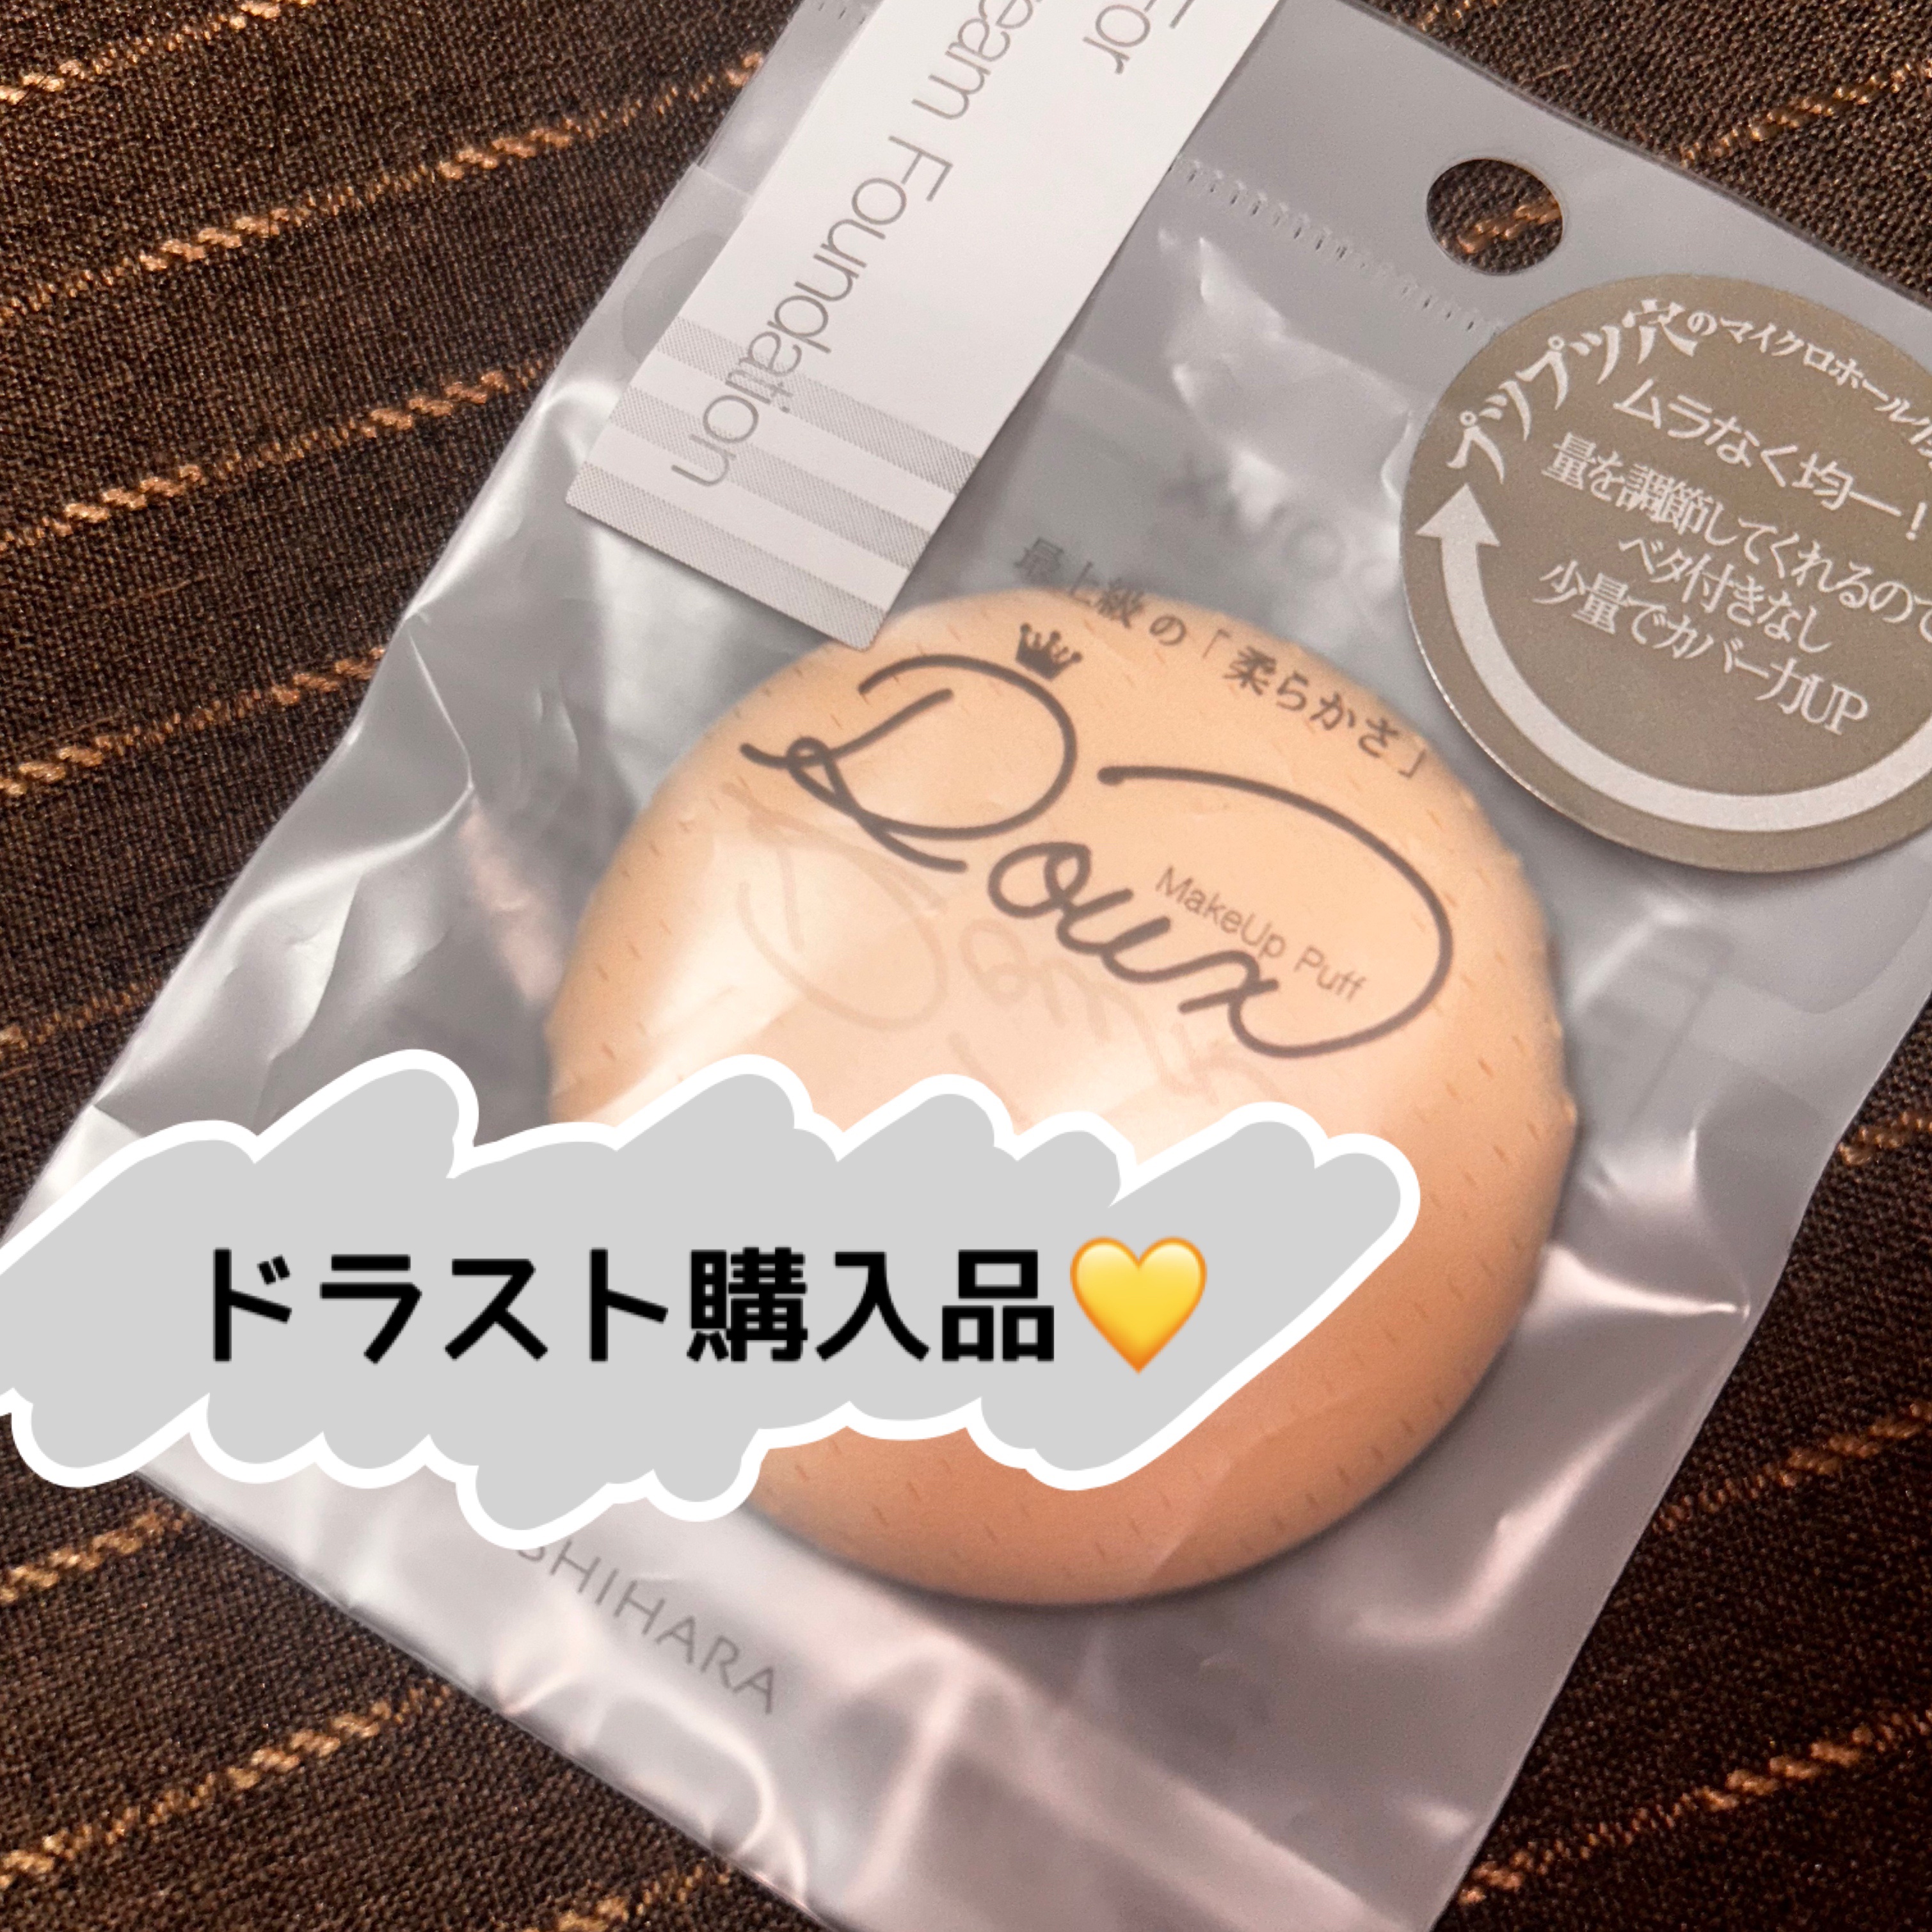 For
ream Foundation
プツプツ穴のマイクロホール
ムラなく均一!
量を調節してくれるので
ベタ付きなし
少量でカバー力UP
最上級の「柔らかさ」
Doux
MakeUp Puff
ドラスト購入品💛
SHIHARA